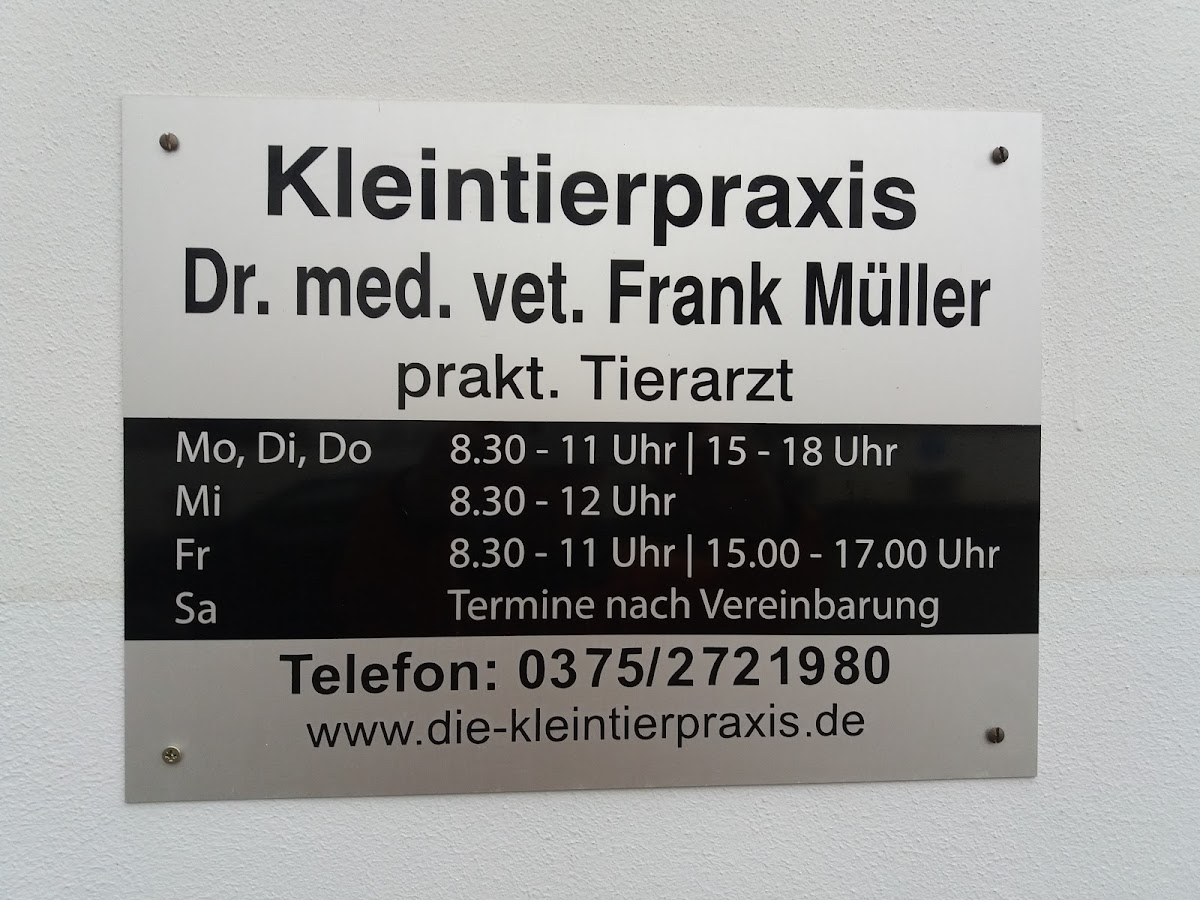 Kleintierpraxis
Dr. med. vet. Frank Müller
prakt. Tierarzt
Mo, Di, Do 8.30 - 11 Uhr | 15 - 18 Uhr
Mi 8.30 - 12 Uhr
Fr 8.30 - 11 Uhr | 15.00 - 17.00 Uhr
Sa Termine nach Vereinbarung
Telefon: 0375/2721980
www.die-kleintierpraxis.de